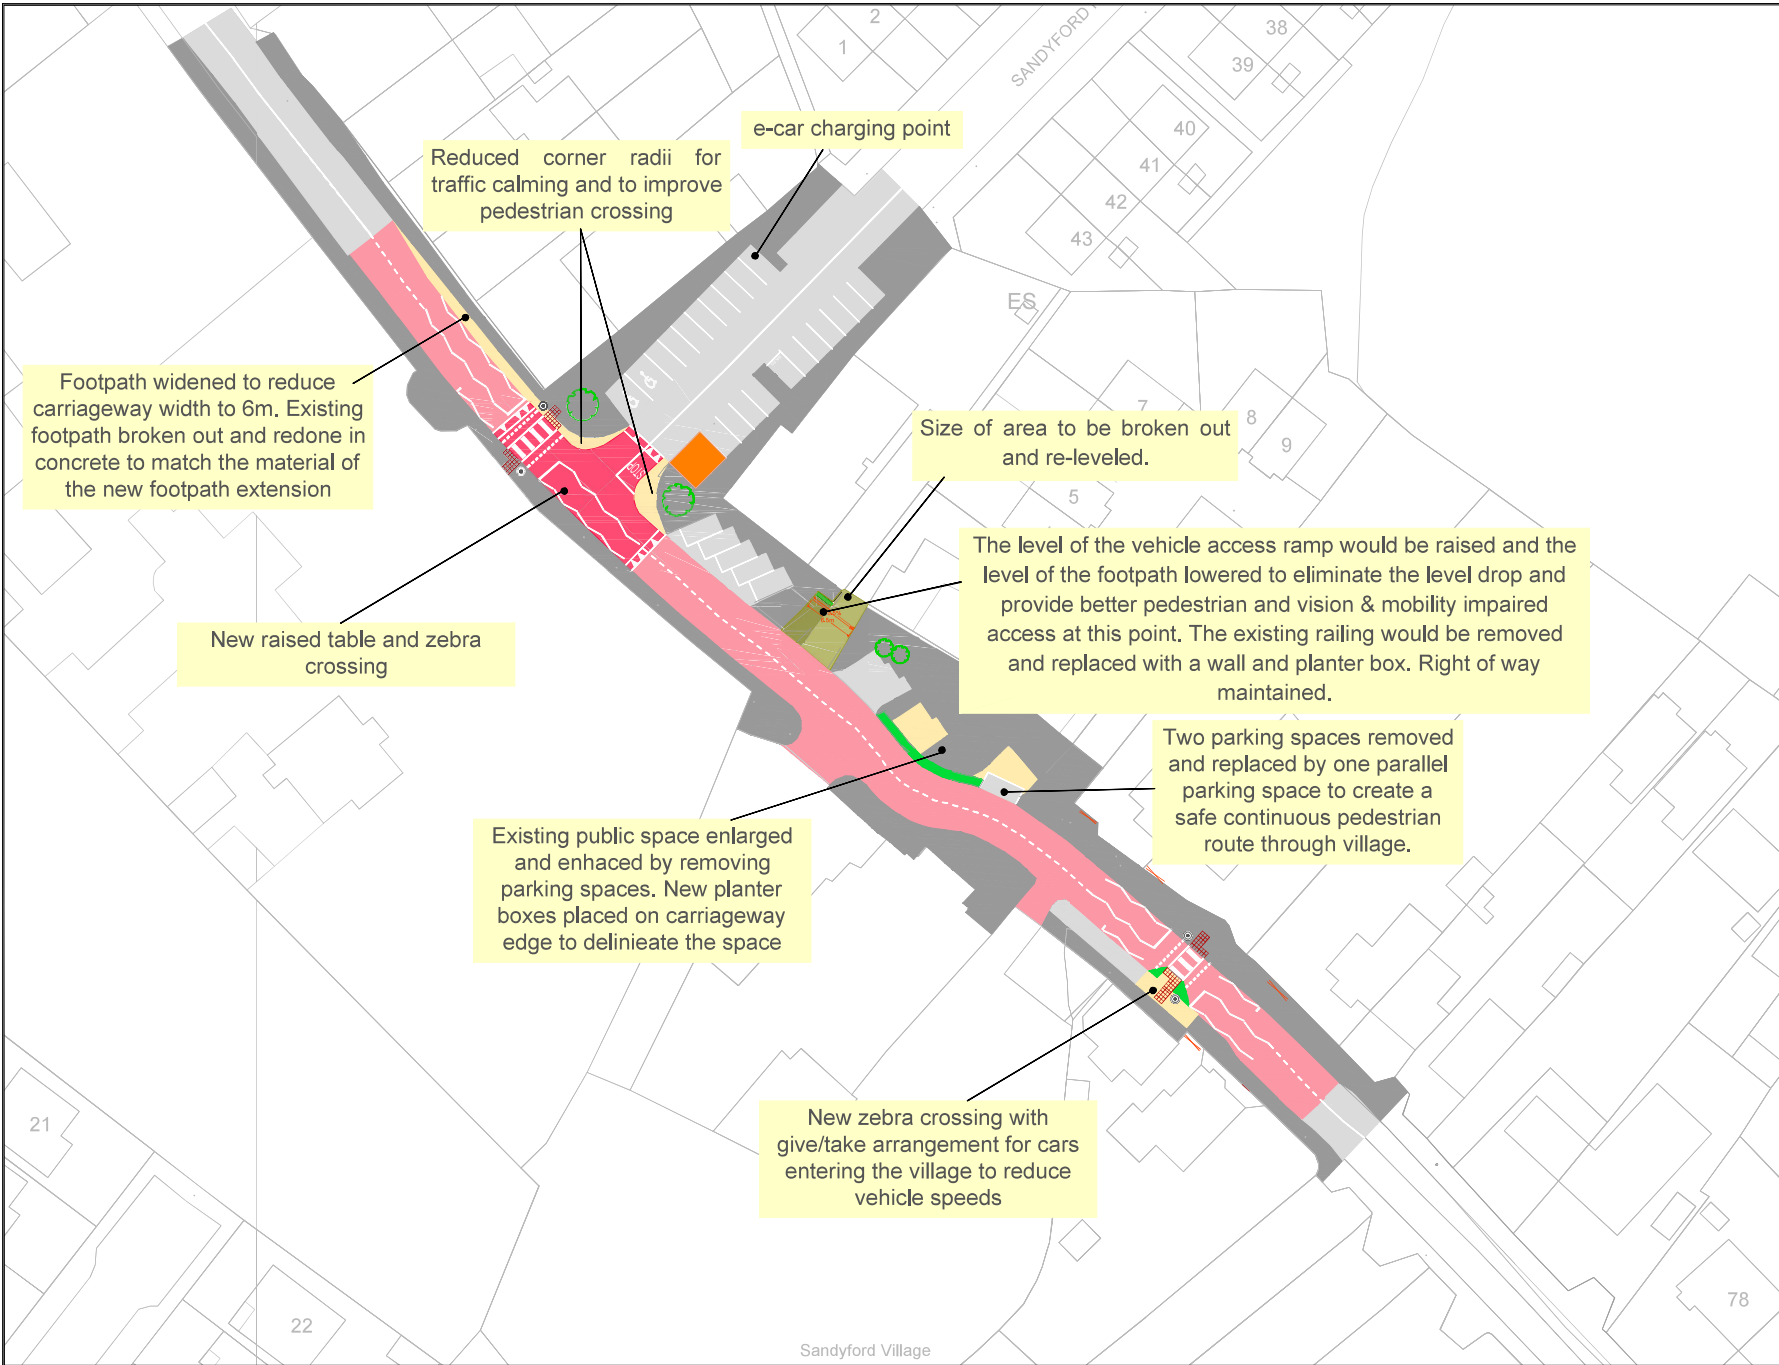 2
1
38
39
SANDYFORD
40
41
42
43
e-car charging point
Reduced corner radii for
traffic calming and to improve
pedestrian crossing
ES
Footpath widened to reduce
carriageway width to 6m. Existing
footpath broken out and redone in
concrete to match the material of
the new footpath extension
7
8
9
5
Size of area to be broken out
and re-leveled.
STOP
The level of the vehicle access ramp would be raised and the
level of the footpath lowered to eliminate the level drop and
provide better pedestrian and vision & mobility impaired
access at this point. The existing railing would be removed
and replaced with a wall and planter box. Right of way
maintained.
New raised table and zebra
crossing
Two parking spaces removed
and replaced by one parallel
parking space to create a
safe continuous pedestrian
route through village.
Existing public space enlarged
and enhaced by removing
parking spaces. New planter
boxes placed on carriageway
edge to delinieate the space
New zebra crossing with
give/take arrangement for cars
entering the village to reduce
vehicle speeds
21
22
78
Sandyford Village